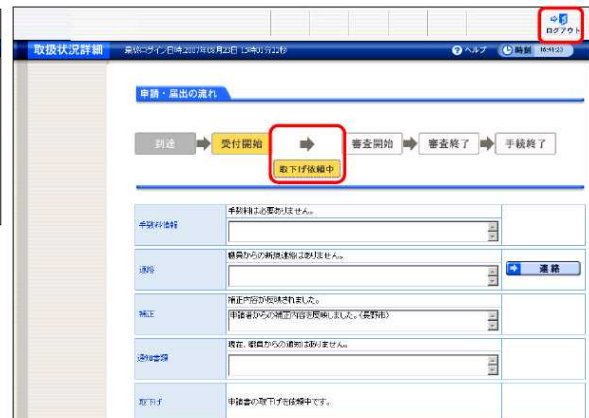 ログアウト
取扱状況詳細 最終ログイン日時:2007年08月23日 15時03分22秒 ヘルプ 時刻 16:49:23
申請・届出の流れ
到達 受付開始 審査開始 審査終了 手続終了
取下げ依頼中
手数料は必要ありません。
手数料情報
職員からの新規連絡はありません。
連絡 連 絡
補正内容が反映されました。
補正 申請者からの補正内容を反映しました。(長野市)
現在、職員からの通知はありません。
通知書類
取下げ 申請書の取下げを依頼中です。